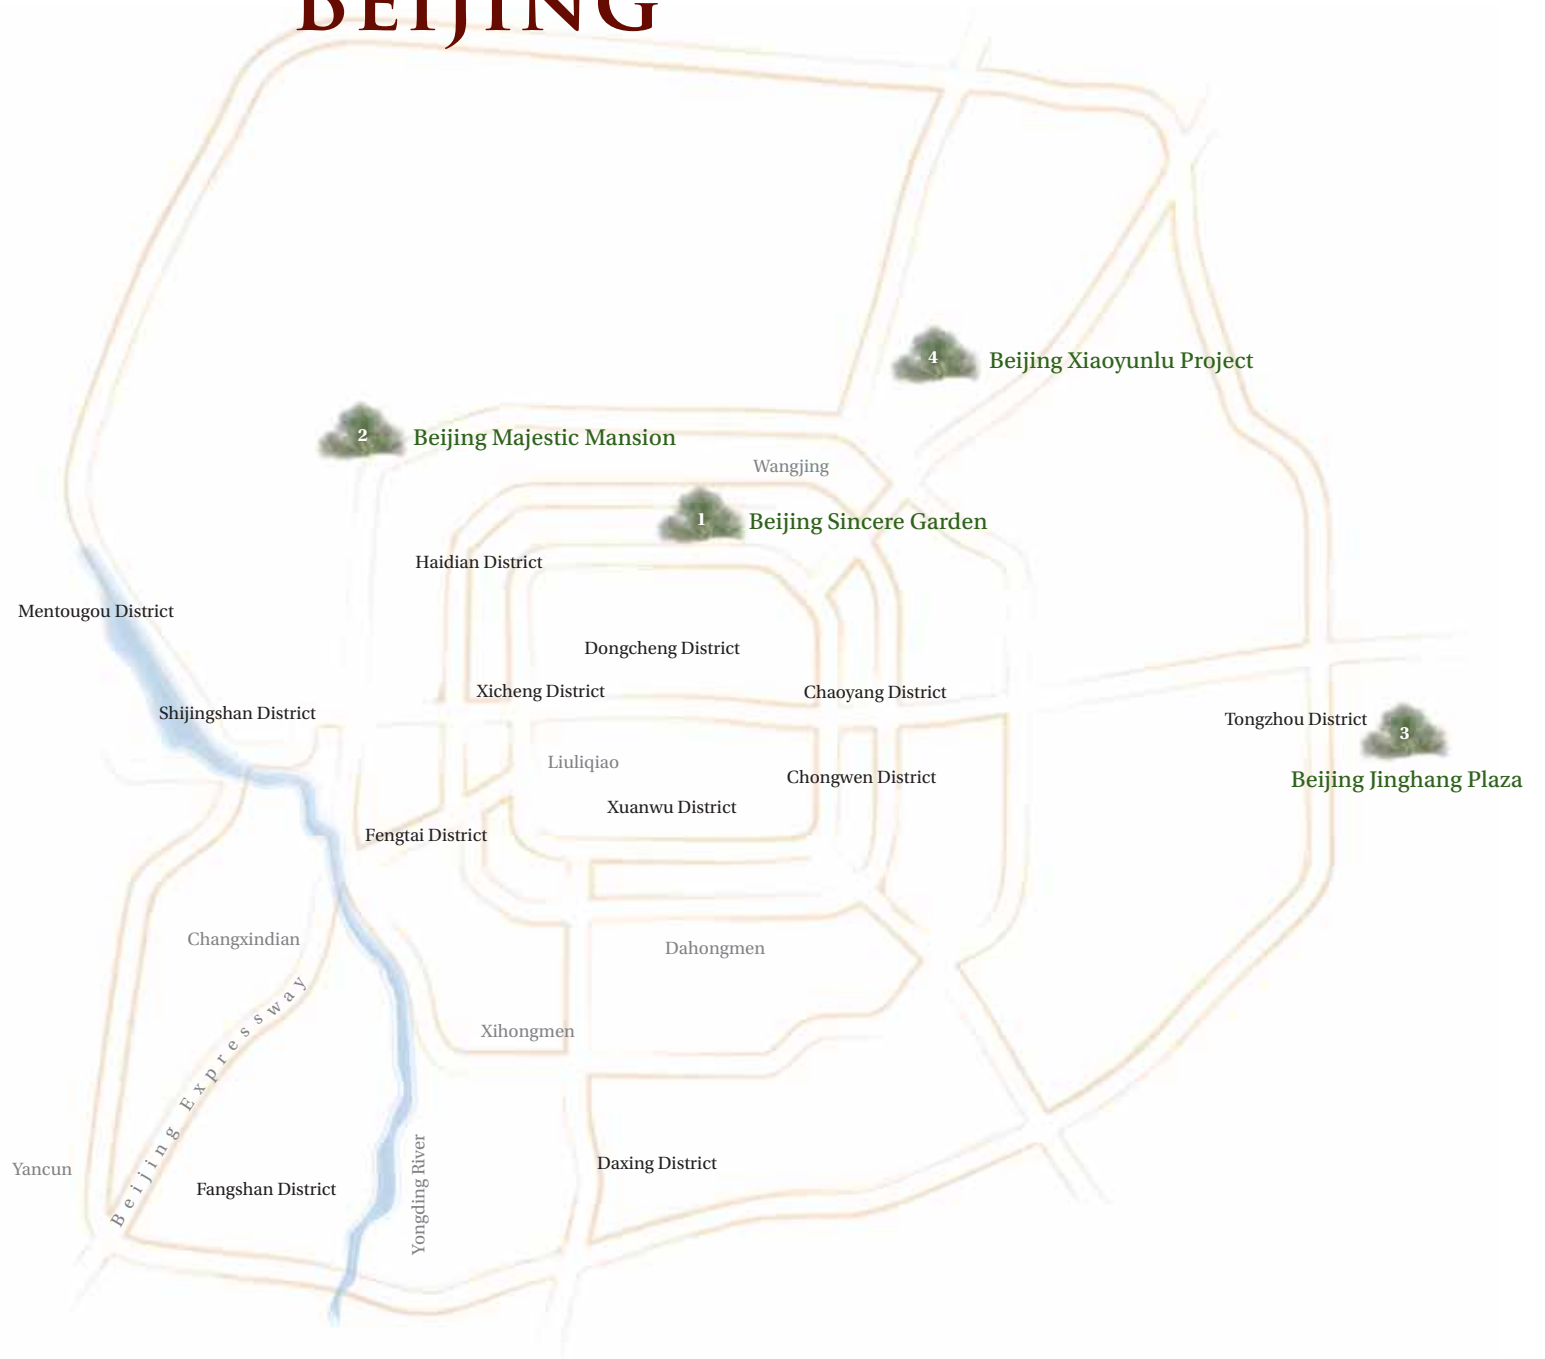 BEIJING
4
Beijing Xiaoyunlu Project
2
Beijing Majestic Mansion
Wangjing
1
Beijing Sincere Garden
Haidian District
Mentougou District
Dongcheng District
Xicheng District
Chaoyang District
Shijingshan District
Tongzhou District
3
Liuliqiao
Chongwen District
Beijing Jinghang Plaza
Xuanwu District
Fengtai District
Changxindian
Dahongmen
Xihongmen
Beijing Expressway
Yongding River
Daxing District
Yancun
Fangshan District